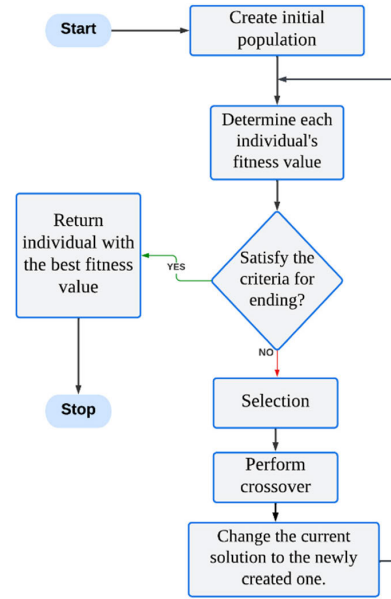 Start
Create initial
population
Determine each
individual's
fitness value
Return
individual with
the best fitness
value
YES
Satisfy the
criteria for
ending?
NO
Stop
Selection
Perform
crossover
Change the current
solution to the newly
created one.